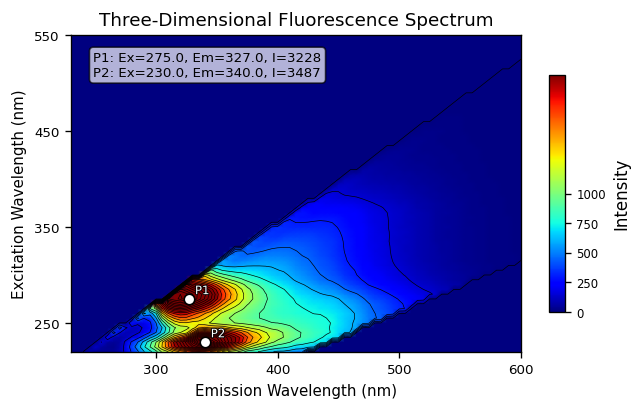 Three-Dimensional Fluorescence Spectrum
P1: Ex=275.0, Em=327.0, I=3228
P2: Ex=230.0, Em=340.0, I=3487
550
450
350
250
Excitation Wavelength (nm)
P1
P2
300
400
500
600
Emission Wavelength (nm)
1000
750
500
250
0
Intensity